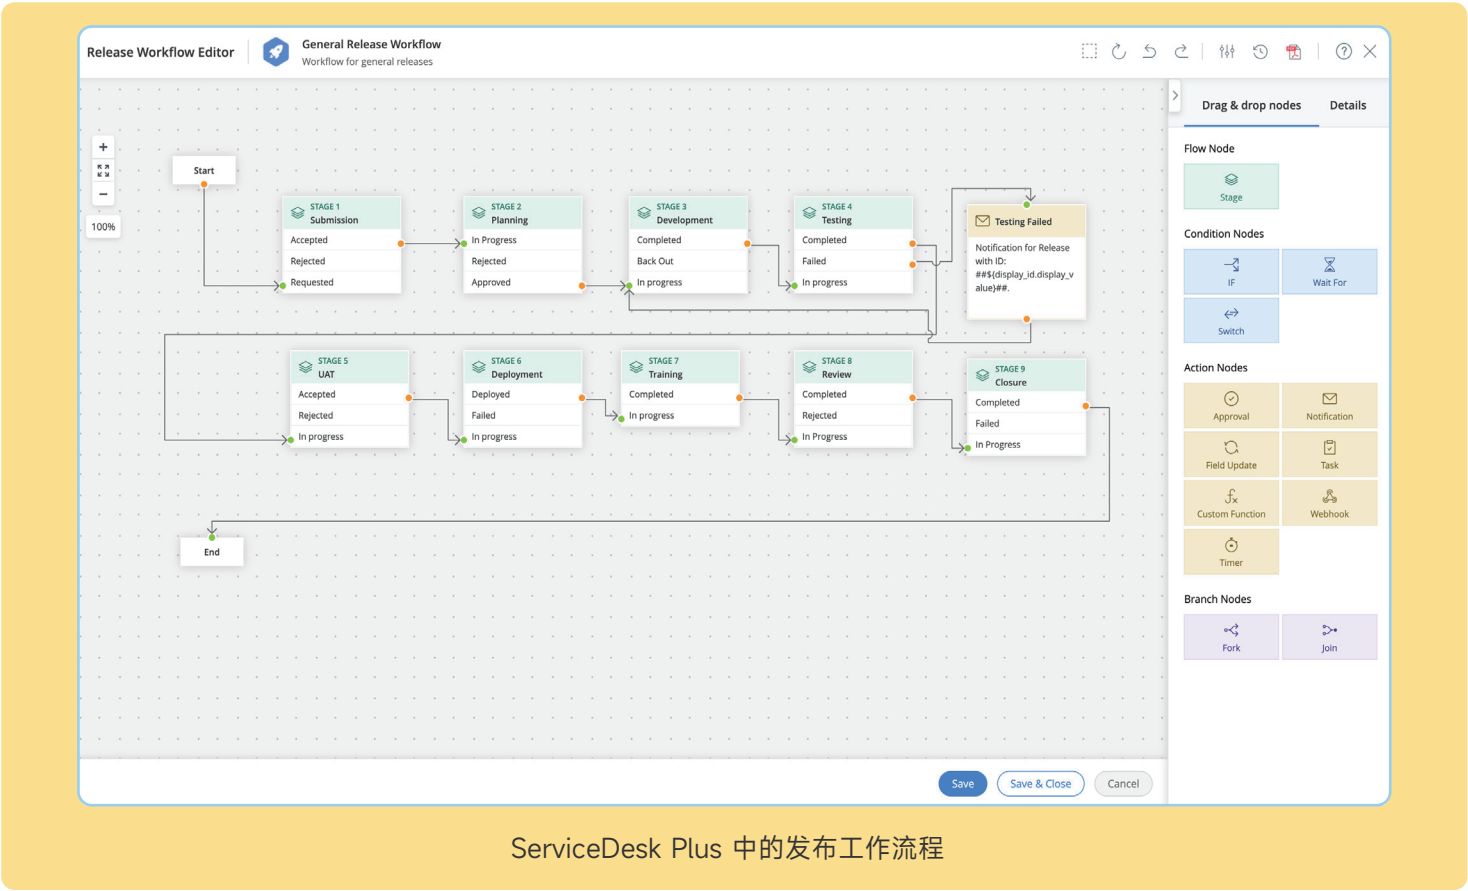 Release Workflow Editor
General Release Workflow
Workflow for general releases
Drag & drop nodes
Details
100%
Start
STAGE 1
Submission
Accepted
Rejected
Requested
STAGE 2
Planning
In Progress
Rejected
Approved
STAGE 3
Development
Completed
Back Out
In progress
STAGE 4
Testing
Completed
Failed
In progress
Testing Failed
Notification for Release
with ID:
##${display_id.display_v
alue}##.
STAGE 5
UAT
Accepted
Rejected
In progress
STAGE 6
Deployment
Deployed
Failed
In progress
STAGE 7
Training
Completed
In progress
STAGE 8
Review
Completed
Rejected
In Progress
STAGE 9
Closure
Completed
Failed
In Progress
End
Flow Node
Stage
Condition Nodes
IF
Wait For
Switch
Action Nodes
Approval
Notification
Field Update
Task
Custom Function
Webhook
Timer
Branch Nodes
Fork
Join
Save
Save & Close
Cancel
ServiceDesk Plus 中的发布工作流程